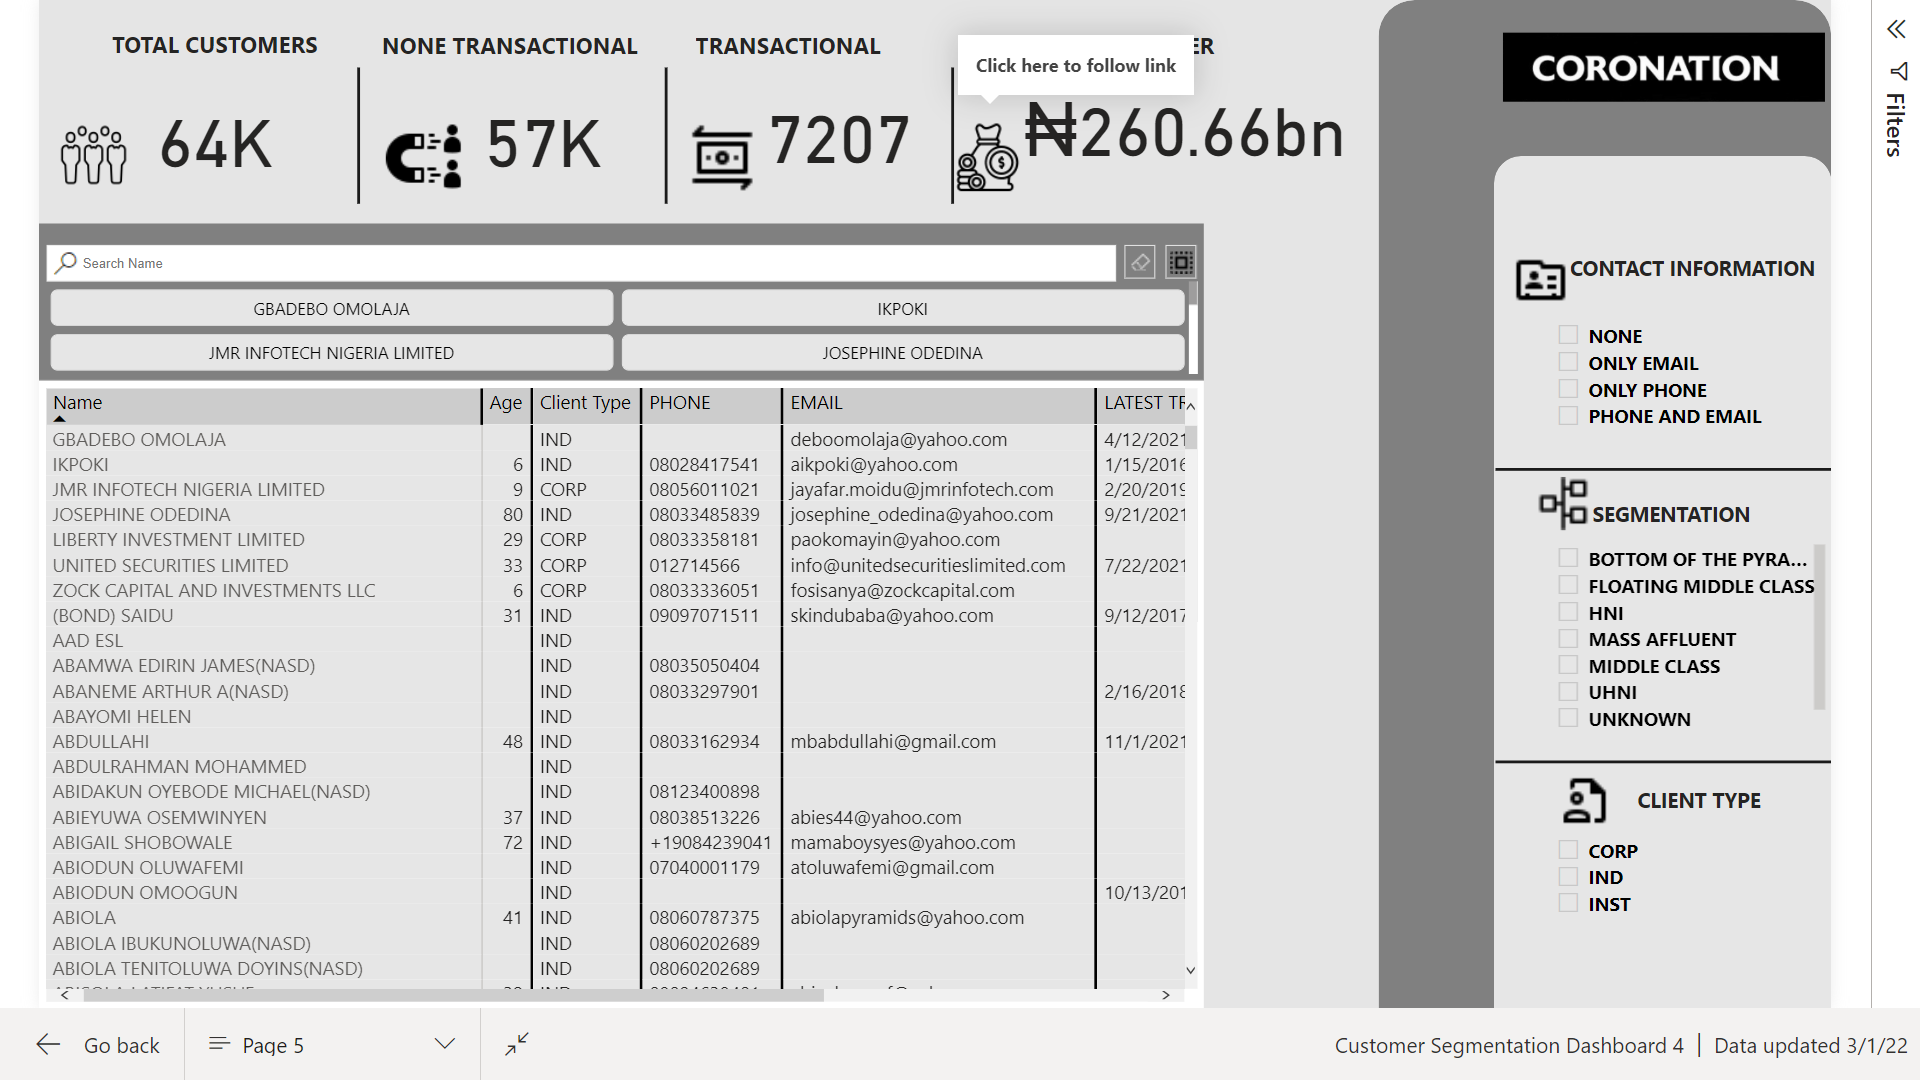 TOTAL CUSTOMERS
NONE TRANSACTIONAL
TRANSACTIONAL
ER
Click here to follow link
64K
57K
7207
₦260.66bn
CORONATION
Filters
Search Name
GBADEBO OMOLAJA
IKPOKI
JMR INFOTECH NIGERIA LIMITED
JOSEPHINE ODEDINA
Name Age Client Type PHONE EMAIL LATEST TR
GBADEBO OMOLAJA IND deboomolaja@yahoo.com 4/12/2021
IKPOKI 6 IND 08028417541 aikpoki@yahoo.com 1/15/2016
JMR INFOTECH NIGERIA LIMITED 9 CORP 08056011021 jayafar.moidu@jmrinfotech.com 2/20/2019
JOSEPHINE ODEDINA 80 IND 08033485839 josephine_odedina@yahoo.com 9/21/2021
LIBERTY INVESTMENT LIMITED 29 CORP 08033358181 paokomayin@yahoo.com
UNITED SECURITIES LIMITED 33 CORP 012714566 info@unitedsecuritieslimited.com 7/22/2021
ZOCK CAPITAL AND INVESTMENTS LLC 6 CORP 08033336051 fosisanya@zockcapital.com
(BOND) SAIDU 31 IND 09097071511 skindubaba@yahoo.com 9/12/2017
AAD ESL IND
ABAMWA EDIRIN JAMES(NASD) IND 08035050404
ABANEME ARTHUR A(NASD) IND 08033297901 2/16/2018
ABAYOMI HELEN IND
ABDULLAHI 48 IND 08033162934 mbabdullahi@gmail.com 11/1/2021
ABDULRAHMAN MOHAMMED IND
ABIDAKUN OYEBODE MICHAEL(NASD) IND 08123400898
ABIEYUWA OSEMWINYEN 37 IND 08038513226 abies44@yahoo.com
ABIGAIL SHOBOWALE 72 IND +19084239041 mamaboysyes@yahoo.com
ABIODUN OLUWAFEMI IND 07040001179 atoluwafemi@gmail.com
ABIODUN OMOOGUN IND 10/13/201
ABIOLA 41 IND 08060787375 abiolapyramids@yahoo.com
ABIOLA IBUKUNOLUWA(NASD) IND 08060202689
ABIOLA TENITOLUWA DOYINS(NASD) IND 08060202689
CONTACT INFORMATION
NONE
ONLY EMAIL
ONLY PHONE
PHONE AND EMAIL
SEGMENTATION
BOTTOM OF THE PYRA...
FLOATING MIDDLE CLASS
HNI
MASS AFFLUENT
MIDDLE CLASS
UHNI
UNKNOWN
CLIENT TYPE
CORP
IND
INST
Go back
Page 5
Customer Segmentation Dashboard 4 | Data updated 3/1/22